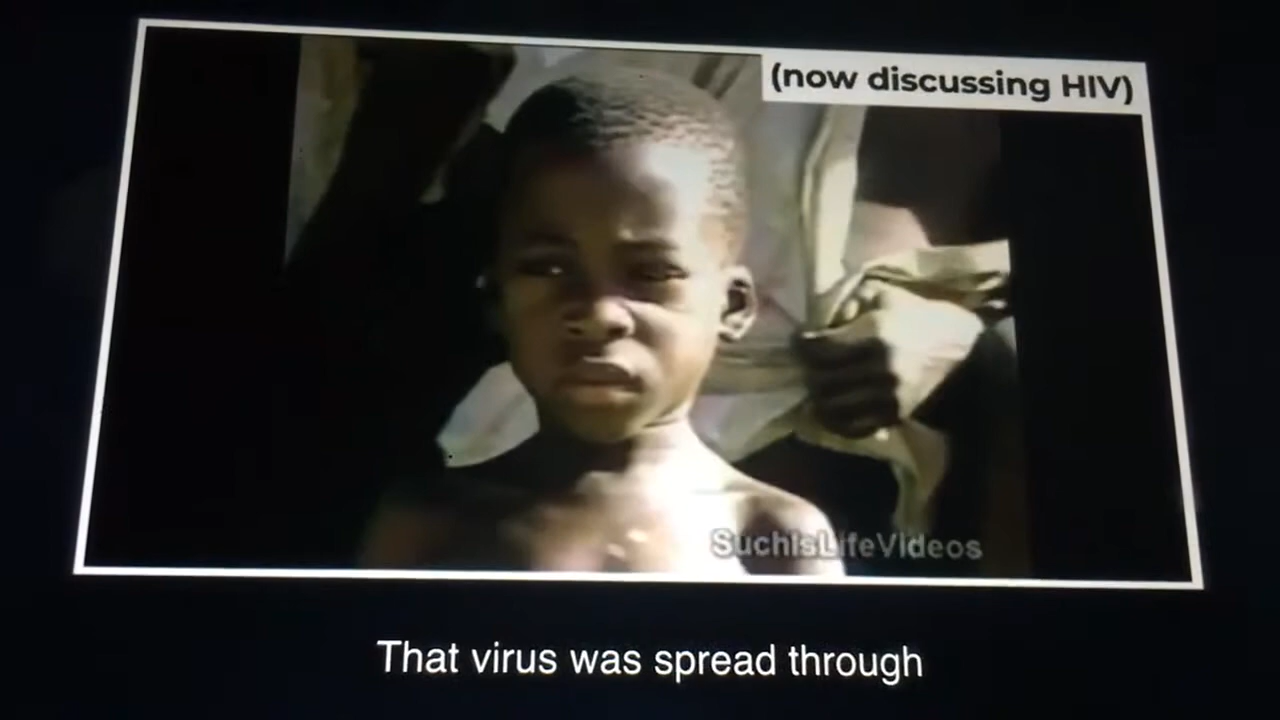 (now discussing HIV)
SuchIsLifeVideos
That virus was spread through